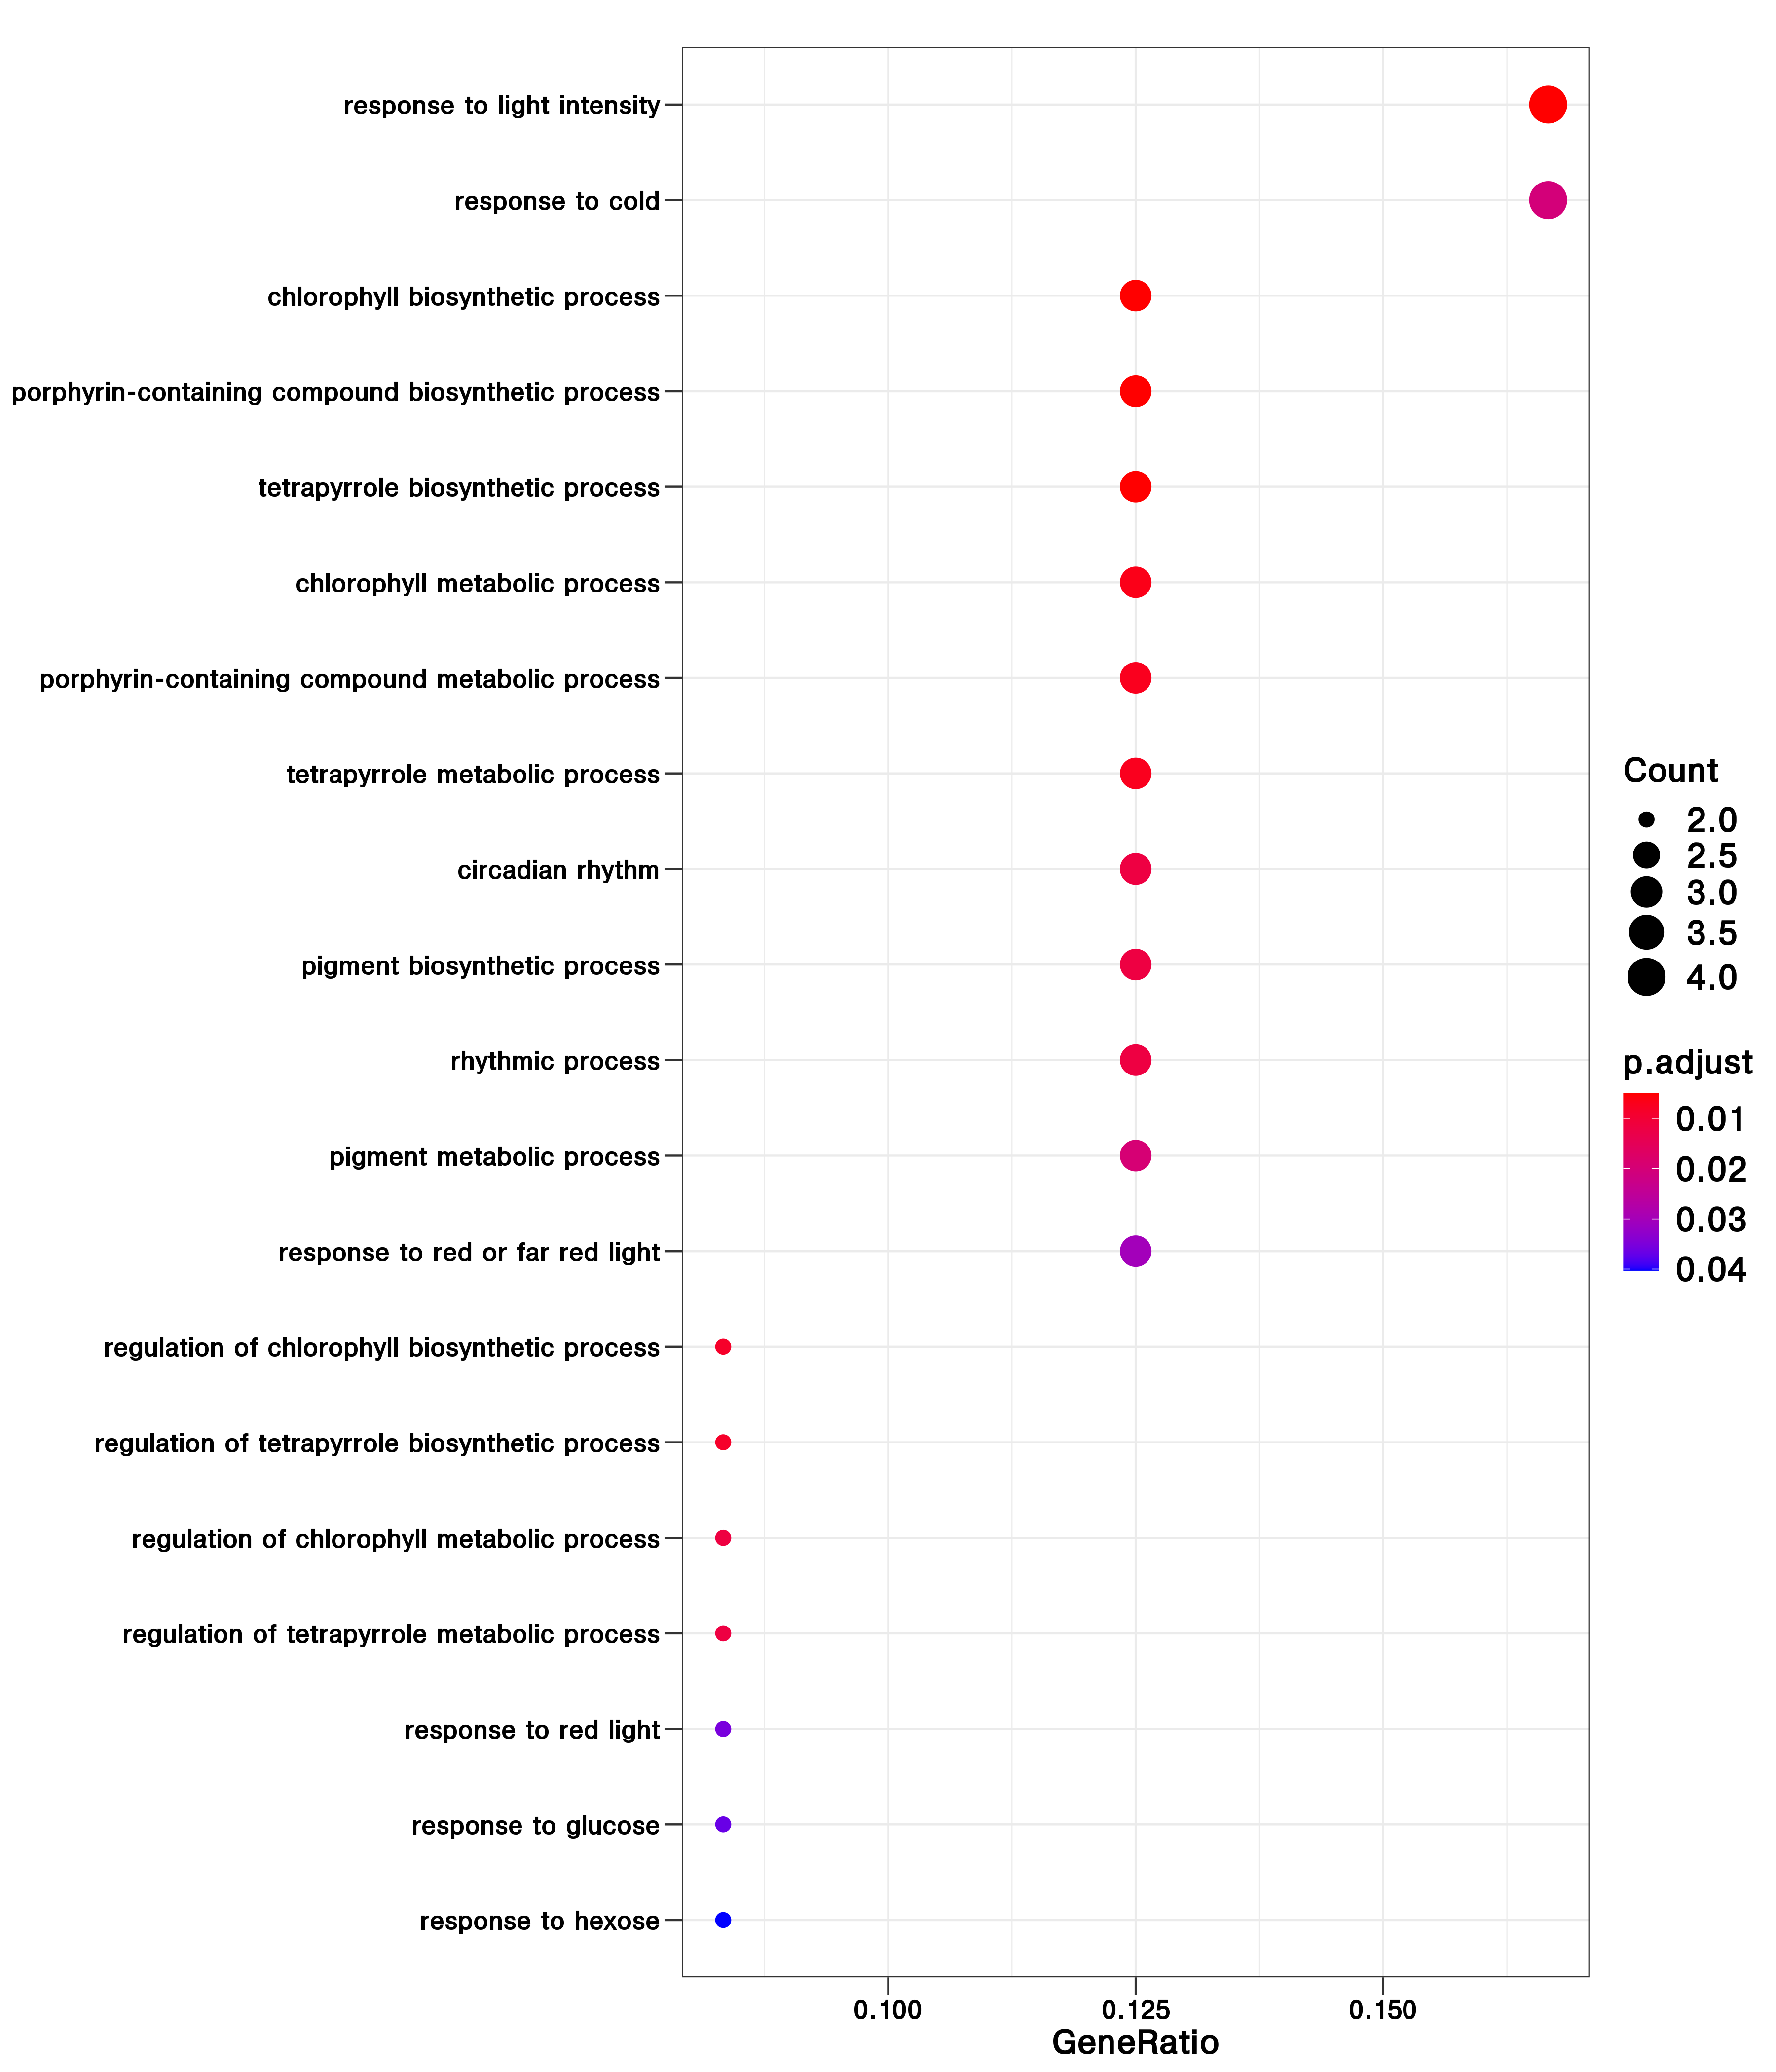 response to light intensity
response to cold
chlorophyll biosynthetic process
porphyrin-containing compound biosynthetic process
tetrapyrrole biosynthetic process
chlorophyll metabolic process
porphyrin-containing compound metabolic process
tetrapyrrole metabolic process
circadian rhythm
pigment biosynthetic process
rhythmic process
pigment metabolic process
response to red or far red light
regulation of chlorophyll biosynthetic process
regulation of tetrapyrrole biosynthetic process
regulation of chlorophyll metabolic process
regulation of tetrapyrrole metabolic process
response to red light
response to glucose
response to hexose
0.100 0.125 0.150
GeneRatio
Count
2.0
2.5
3.0
3.5
4.0
p.adjust
0.01
0.02
0.03
0.04